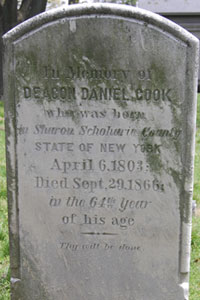 In Memory of
DEACON DANIEL COOK
who was born
in Sharon Schoharie County
STATE OF NEW YORK
April 6, 1803:
Died Sept. 29, 1866;
in the 64th year
of his age
Thy will be done